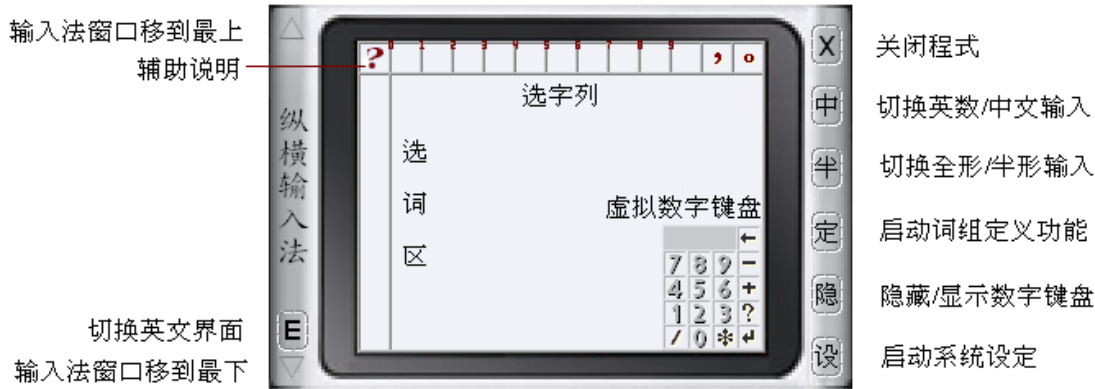 输入法窗口移到最上
辅助说明
纵横输入法
切换英文界面
E
输入法窗口移到最下
? 0 1 2 3 4 5 6 7 8 9 , 。
选字列
选
词
区
虚拟数字键盘
←
7 8 9 -
4 5 6 +
1 2 3 ?
/ 0 * ↵
X 关闭程式
中 切换英数/中文输入
半 切换全形/半形输入
定 启动词组定义功能
隐 隐藏/显示数字键盘
设 启动系统设定